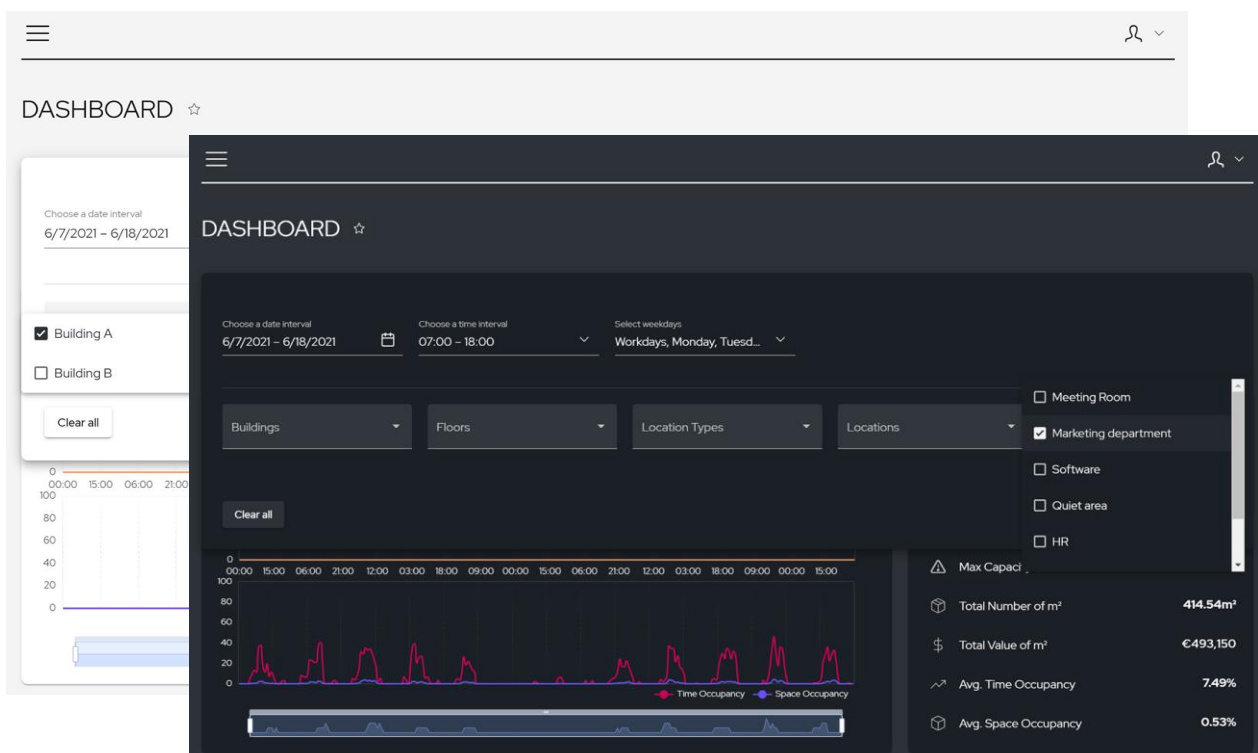 DASHBOARD
Choose a date interval
6/7/2021 – 6/18/2021
Building A
Building B
Clear all
0
00:00 15:00 06:00 21:00
100
80
60
40
20
0
DASHBOARD
Choose a date interval
6/7/2021 – 6/18/2021
Choose a time interval
07:00 – 18:00
Select weekdays
Workdays, Monday, Tuesd...
Buildings
Floors
Location Types
Locations
Meeting Room
Marketing department
Software
Quiet area
HR
Clear all
0
00:00 15:00 06:00 21:00 12:00 03:00 18:00 09:00 00:00 15:00 06:00 21:00 12:00 03:00 18:00 09:00 00:00 15:00
100
80
60
40
20
0
Time Occupancy Space Occupancy
Max Capaci
Total Number of m² 414.54m²
Total Value of m² €493,150
Avg. Time Occupancy 7.49%
Avg. Space Occupancy 0.53%